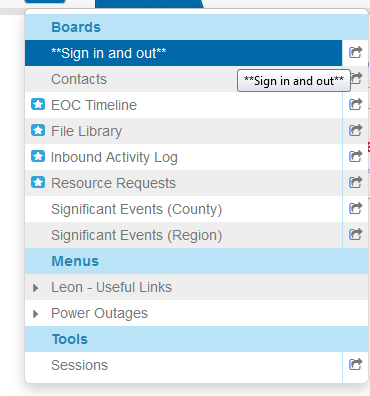 Boards
**Sign in and out**
Contacts
**Sign in and out**
EOC Timeline
File Library
Inbound Activity Log
Resource Requests
Significant Events (County)
Significant Events (Region)
Menus
Leon - Useful Links
Power Outages
Tools
Sessions